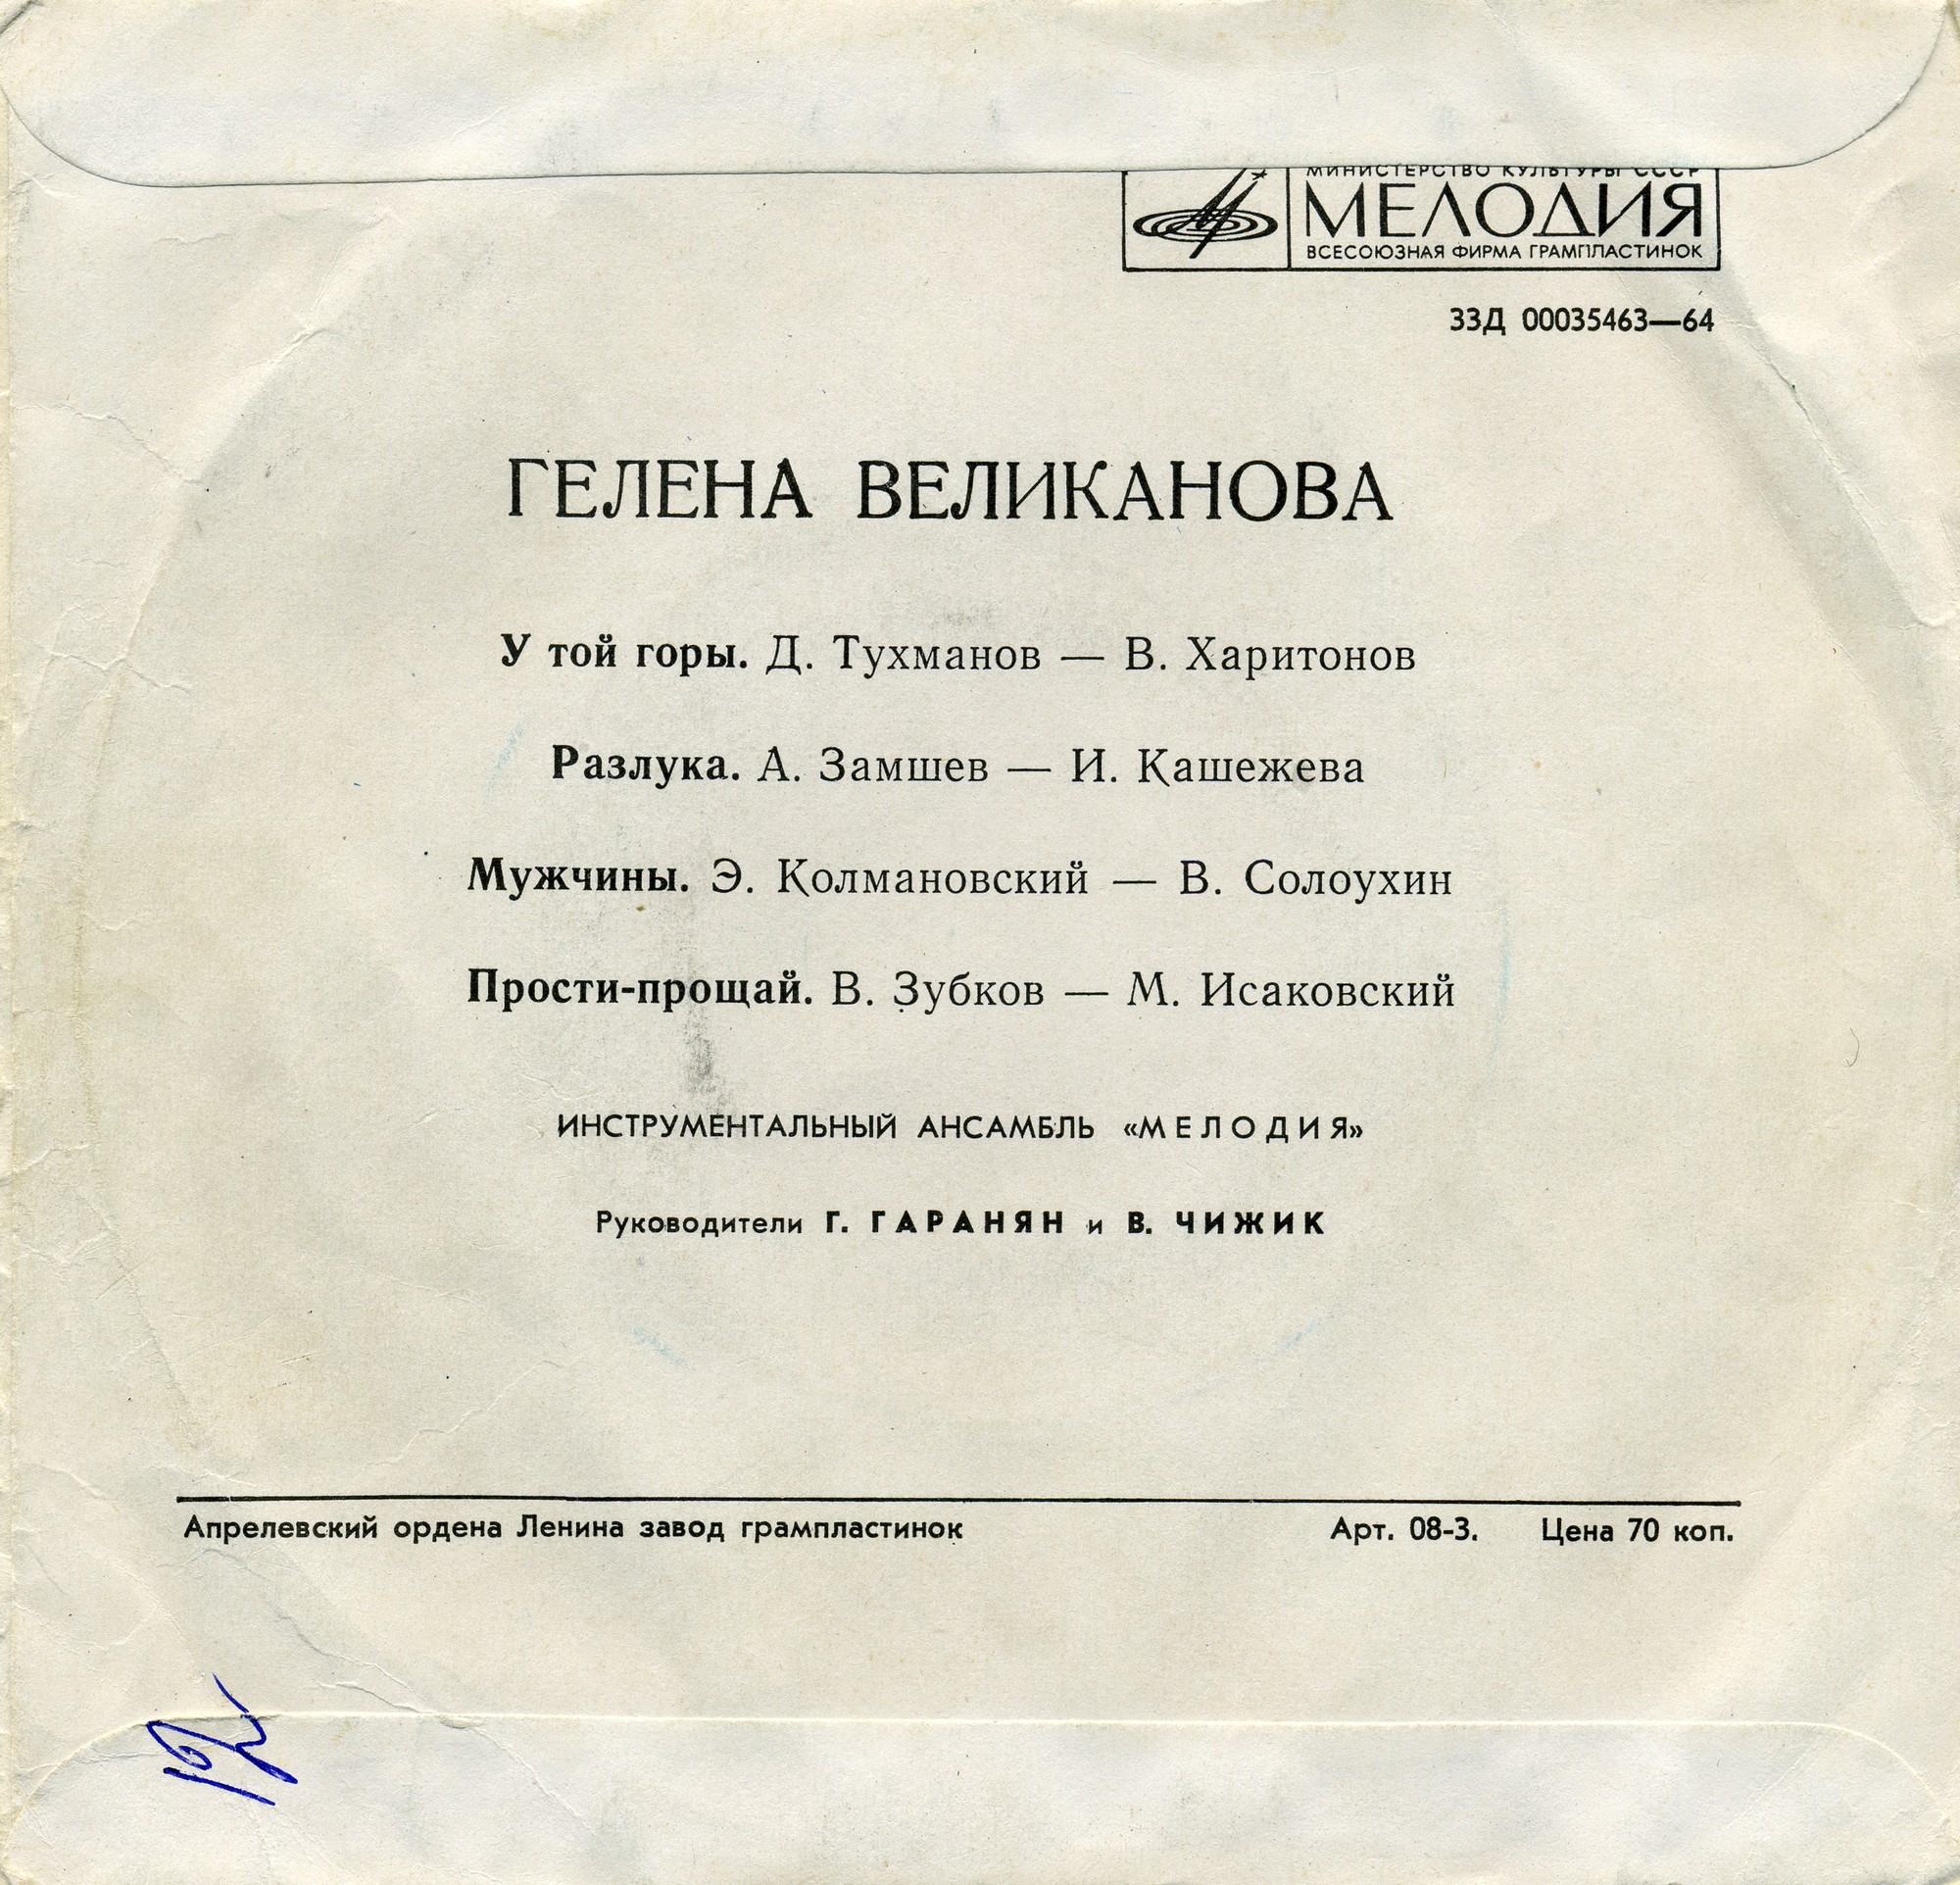 МИНИСТЕРСТВО КУЛЬТУРЫ СССР
МЕЛОДИЯ
ВСЕСОЮЗНАЯ ФИРМА ГРАМПЛАСТИНОК
33Д 00035463—64
ГЕЛЕНА ВЕЛИКАНОВА
У той горы. Д. Тухманов — В. Харитонов
Разлука. А. Замшев — И. Кашежева
Мужчины. Э. Колмановский — В. Солоухин
Прости-прощай. В. Зубков — М. Исаковский
ИНСТРУМЕНТАЛЬНЫЙ АНСАМБЛЬ «МЕЛОДИЯ»
Руководители Г. ГАРАНЯН и В. ЧИЖИК
Апрелевский ордена Ленина завод грампластинок Арт. 08-3. Цена 70 коп.